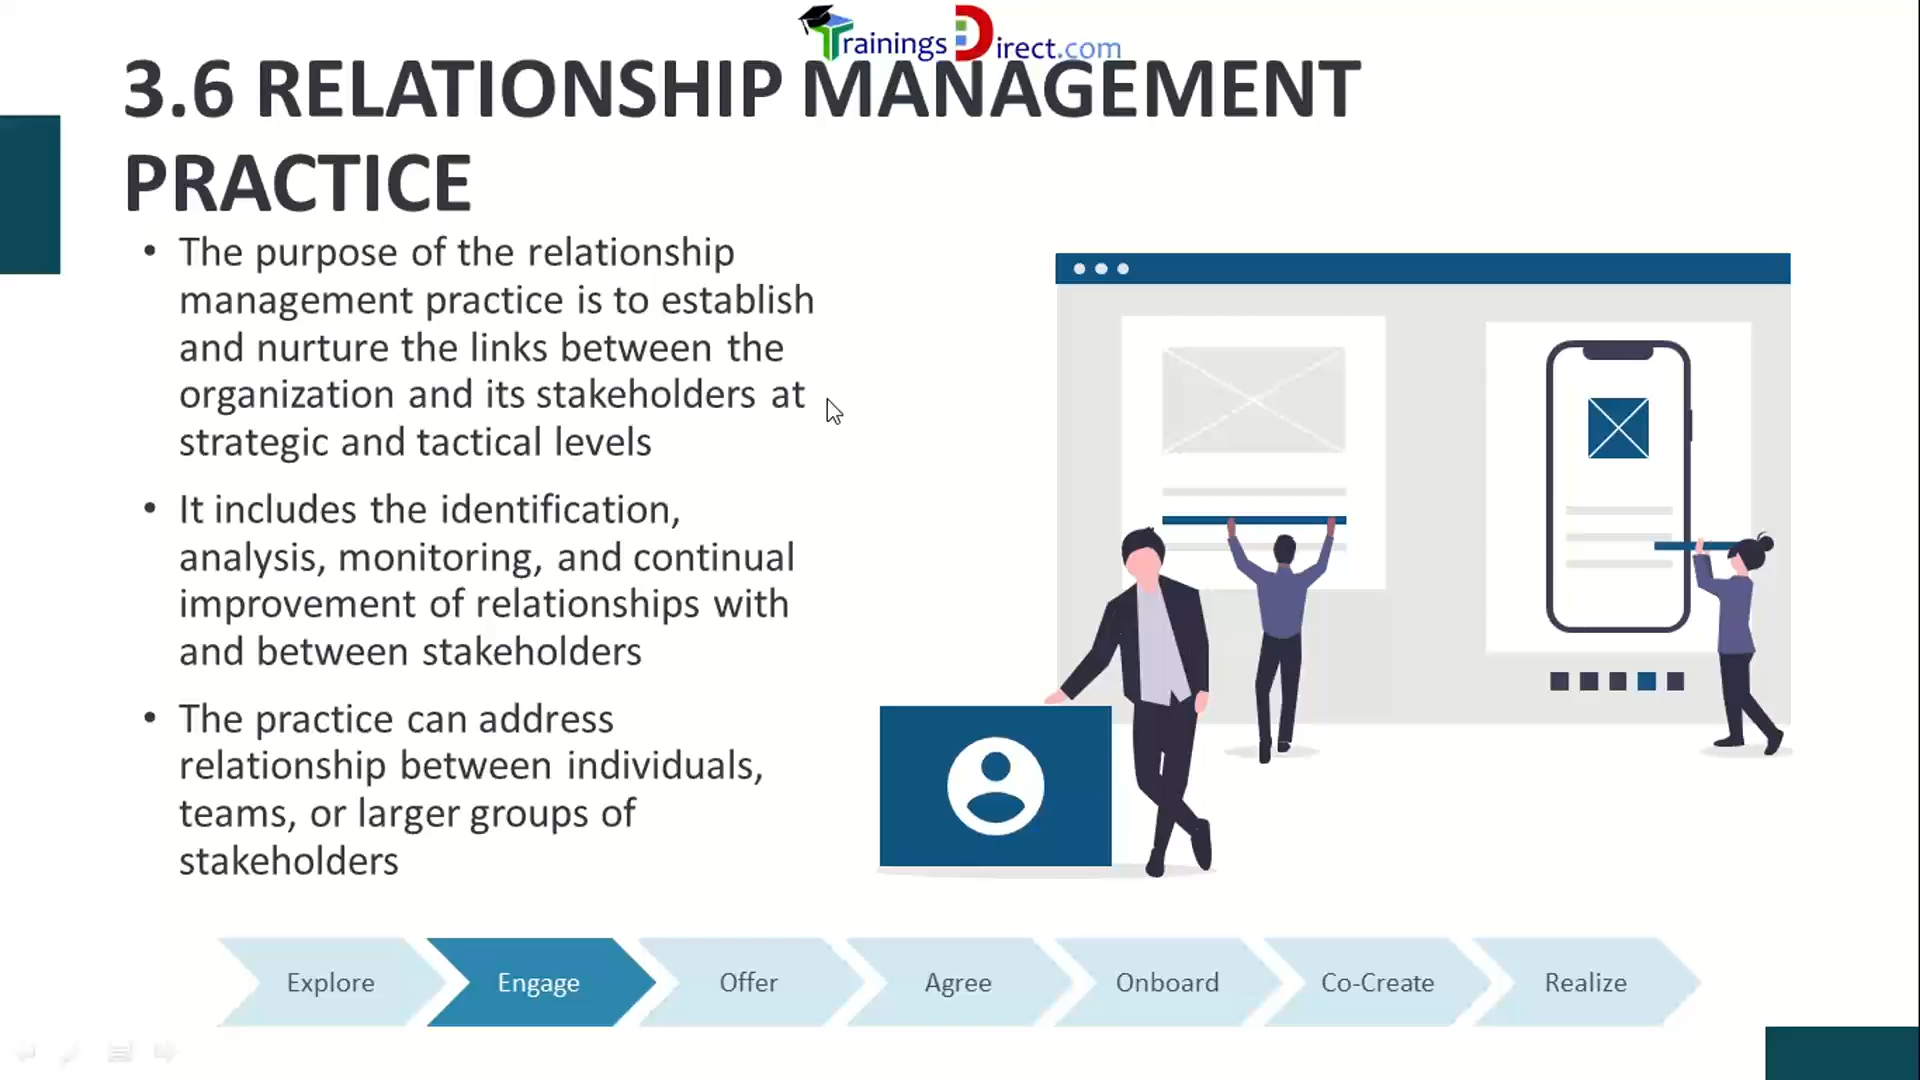 TrainingsDirect.com
3.6 RELATIONSHIP MANAGEMENT
PRACTICE
• The purpose of the relationship
management practice is to establish
and nurture the links between the
organization and its stakeholders at
strategic and tactical levels
• It includes the identification,
analysis, monitoring, and continual
improvement of relationships with
and between stakeholders
• The practice can address
relationship between individuals,
teams, or larger groups of
stakeholders
Explore
Engage
Offer
Agree
Onboard
Co-Create
Realize